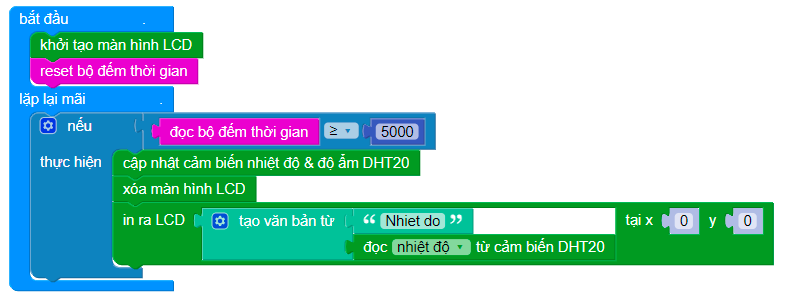 bắt đầu .
khởi tạo màn hình LCD
reset bộ đếm thời gian
lặp lại mãi .
nếu đọc bộ đếm thời gian ≥ 5000
thực hiện cập nhật cảm biến nhiệt độ & độ ẩm DHT20
xóa màn hình LCD
in ra LCD tạo văn bản từ “ Nhiet do ” tại x 0 y 0
đọc nhiệt độ từ cảm biến DHT20